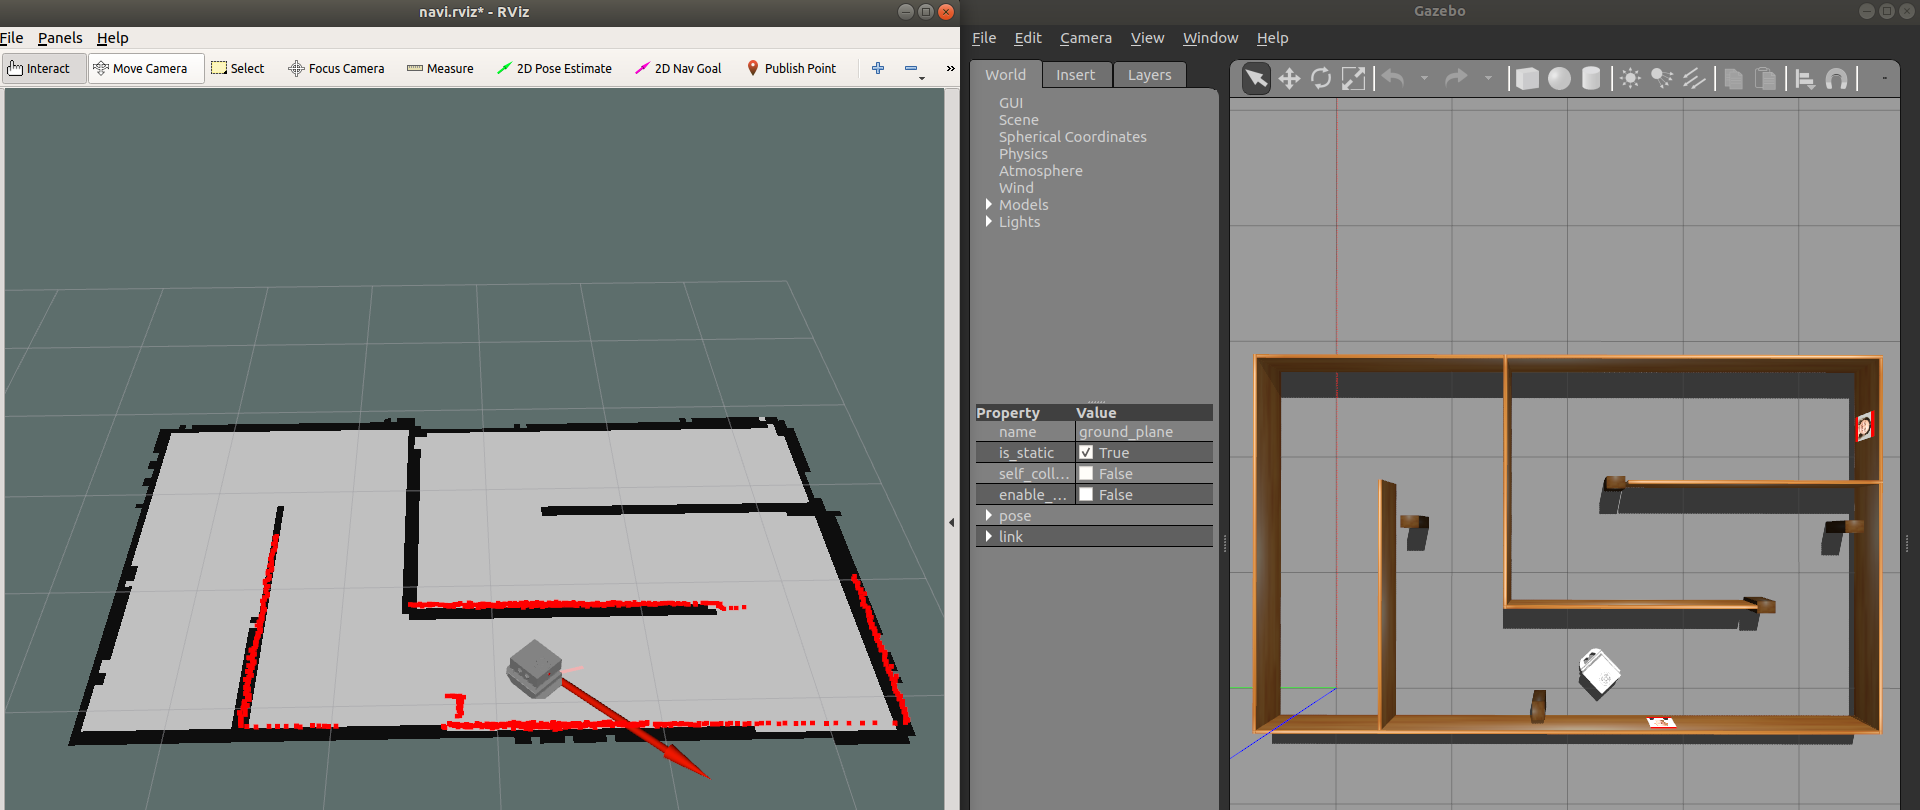 navi.rviz* - RViz
File Panels Help
Interact Move Camera Select Focus Camera Measure 2D Pose Estimate 2D Nav Goal Publish Point »
Gazebo
File Edit Camera View Window Help
World Insert Layers
GUI
Scene
Spherical Coordinates
Physics
Atmosphere
Wind
Models
Lights
Property Value
name ground_plane
is_static True
self_coll... False
enable_... False
pose
link